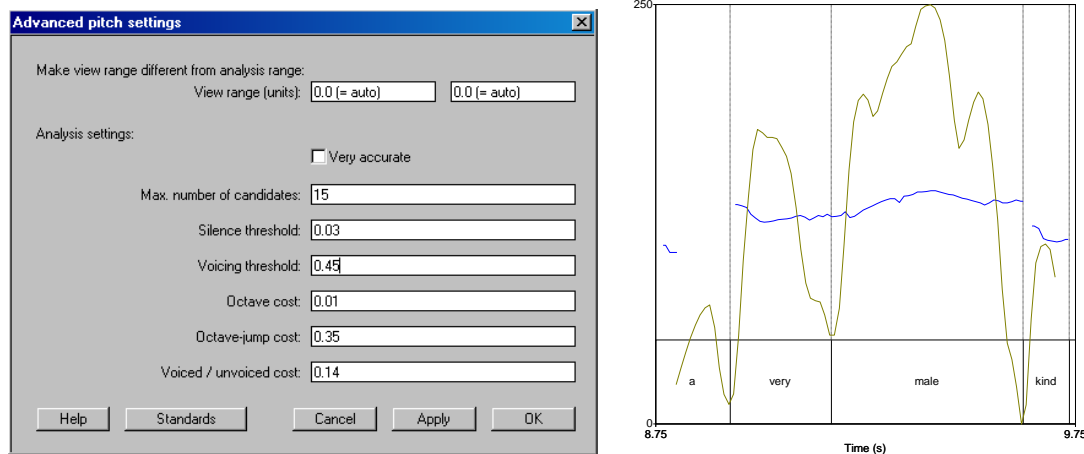 Advanced pitch settings
Make view range different from analysis range:
View range (units): 0.0 (= auto) 0.0 (= auto)
Analysis settings:
Very accurate
Max. number of candidates: 15
Silence threshold: 0.03
Voicing threshold: 0.45
Octave cost: 0.01
Octave-jump cost: 0.35
Voiced / unvoiced cost: 0.14
Help Standards Cancel Apply OK
250
a very male kind
0
8.75 9.75
Time (s)